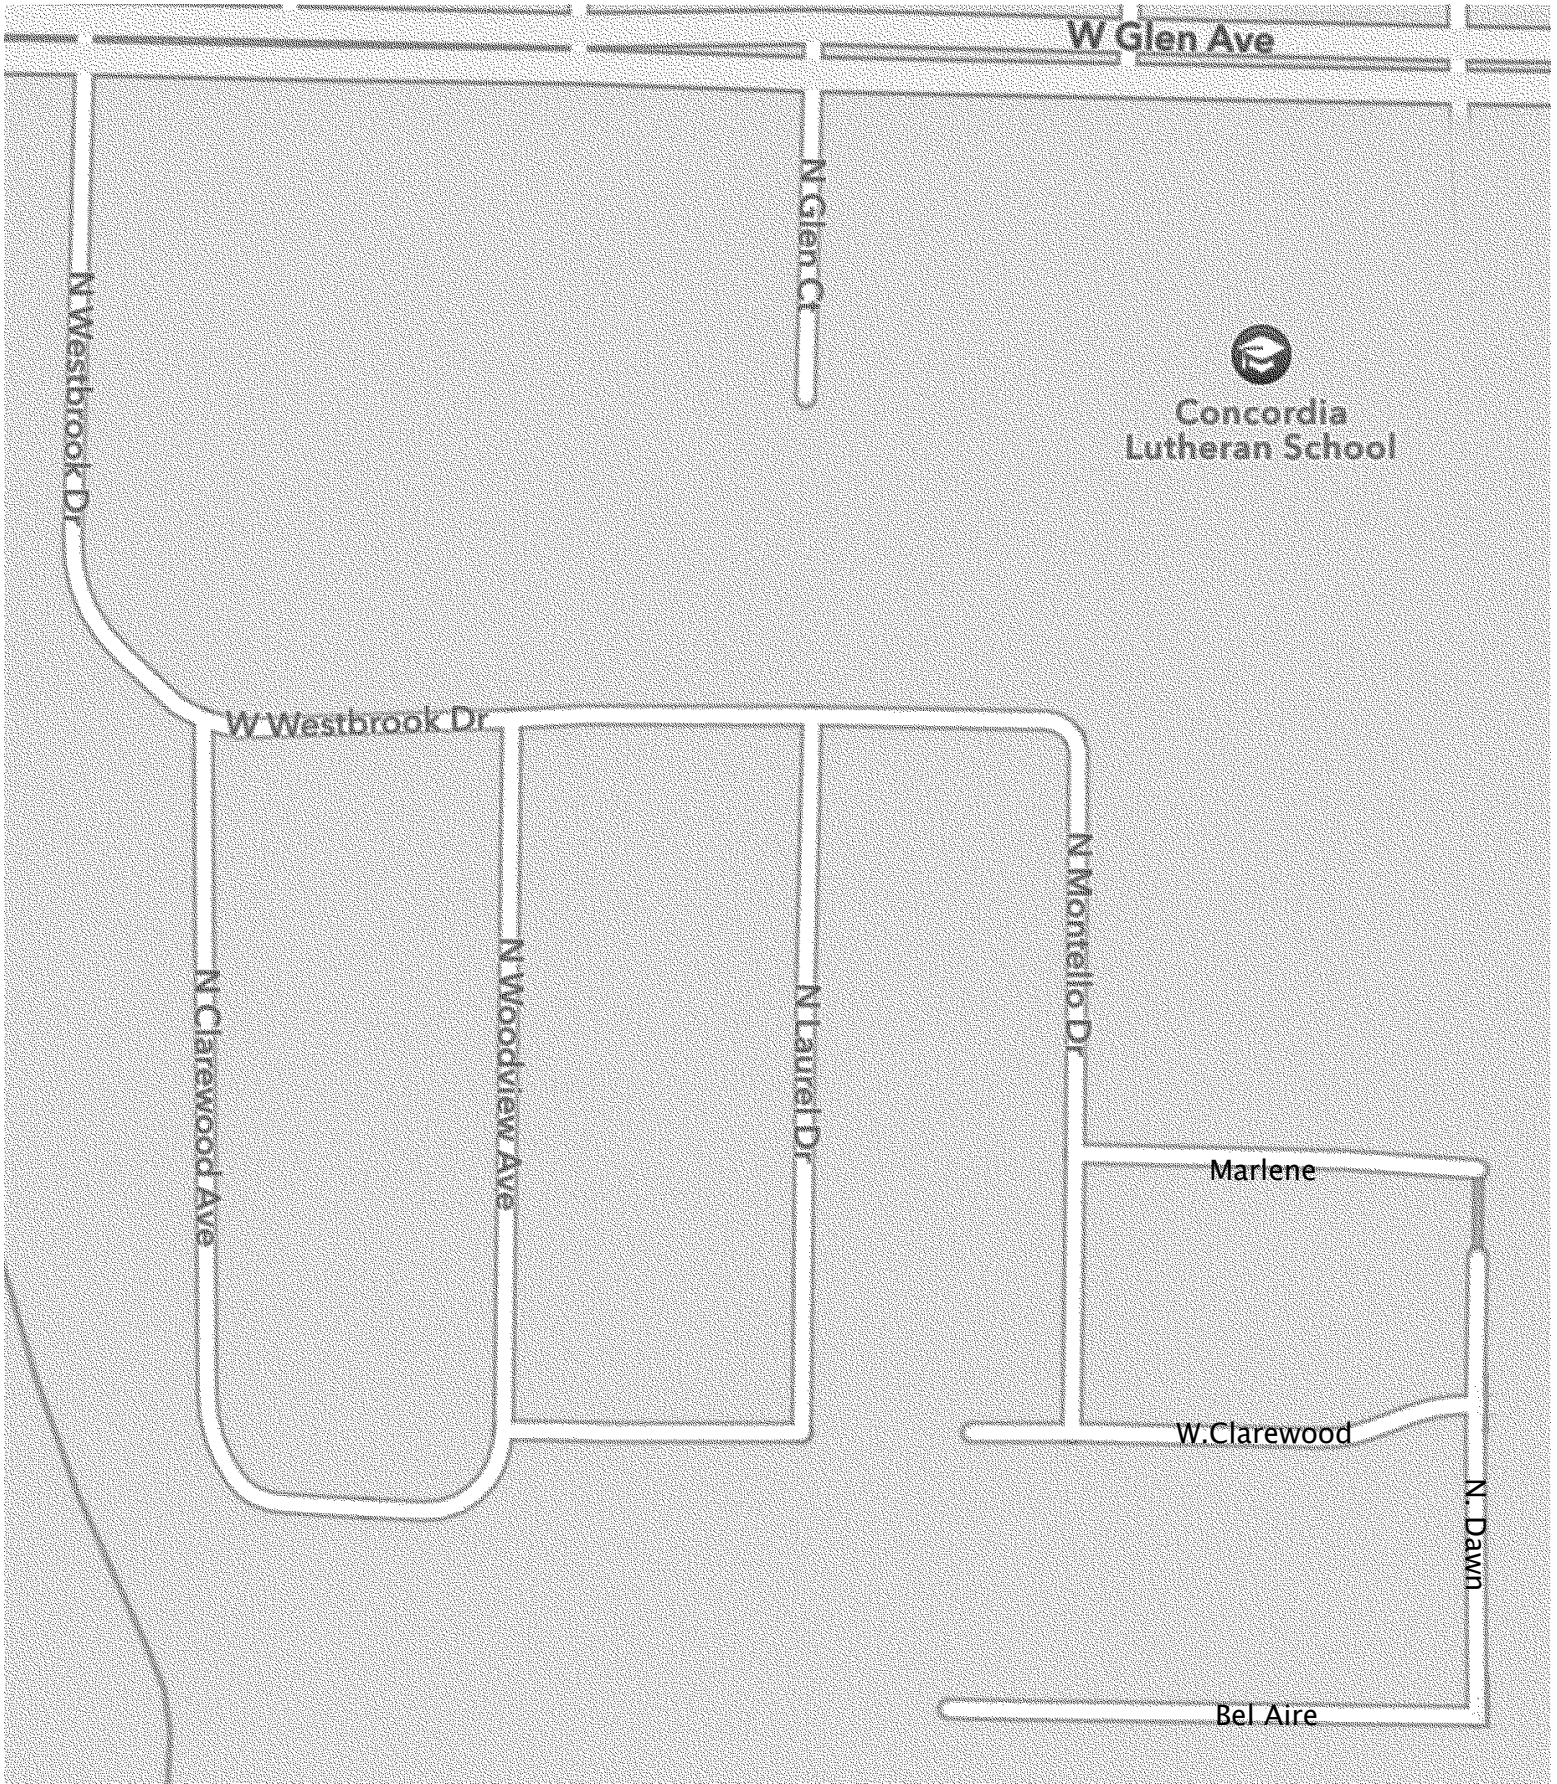 W Glen Ave
N Glen Ct
N Westbrook Dr
Concordia
Lutheran School
W Westbrook Dr
N Montello Dr
N Woodview Ave
N Clarewood Ave
N Laurel Dr
Marlene
W.Clarewood
N. Dawn
Bel Aire